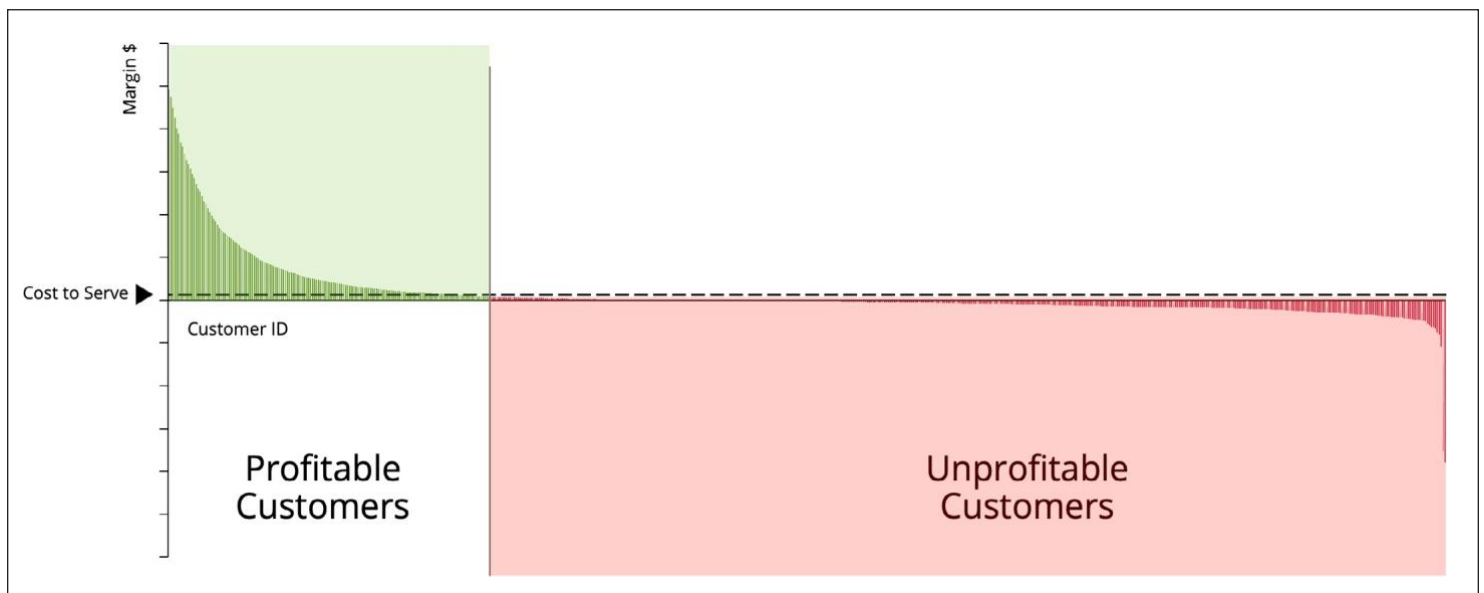 Margin $
Cost to Serve
Customer ID
Profitable
Customers
Unprofitable
Customers